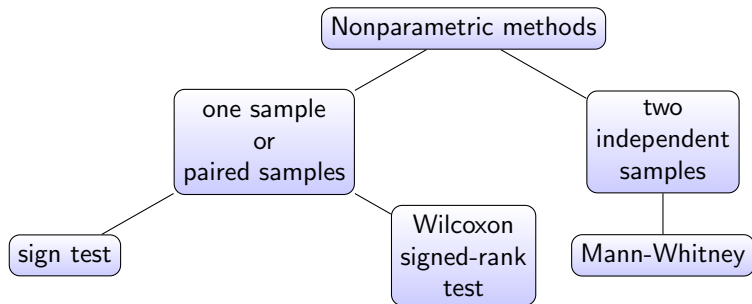 Nonparametric methods
one sample
or
paired samples
two
independent
samples
sign test
Wilcoxon
signed-rank
test
Mann-Whitney